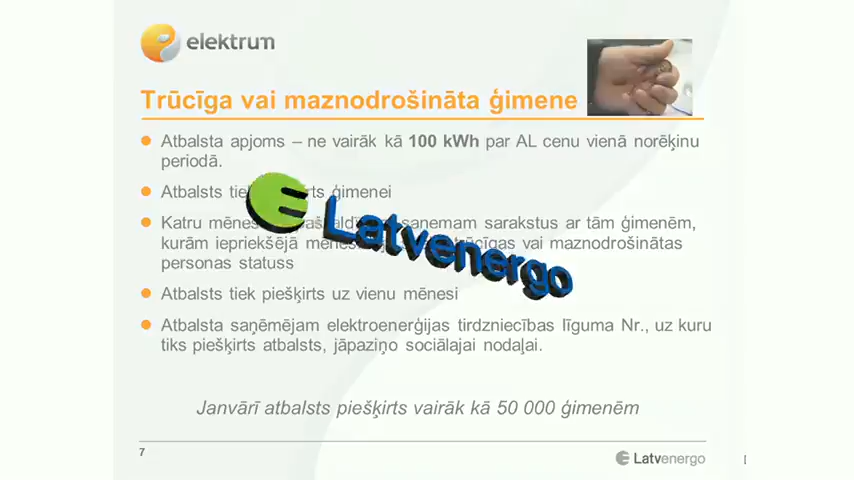 elektrum
Trūcīga vai maznodrošināta ģimene
Atbalsta apjoms – ne vairāk kā 100 kWh par AL cenu vienā norēķinu
periodā.
Atbalsts ģimenei
Katru saņemam sarakstus ar tām ģimenēm,
kurām iepriekšējā vai maznodrošinātas
personas statuss
Latvenergo
Atbalsts tiek piešķirts uz vienu mēnesi
Atbalsta saņēmējam elektroenerģijas tirdzniecības līguma Nr., uz kuru
tiks piešķirts atbalsts, jāpaziņo sociālajai nodaļai.
Janvārī atbalsts piešķirts vairāk kā 50 000 ģimenēm
7
Latvenergo